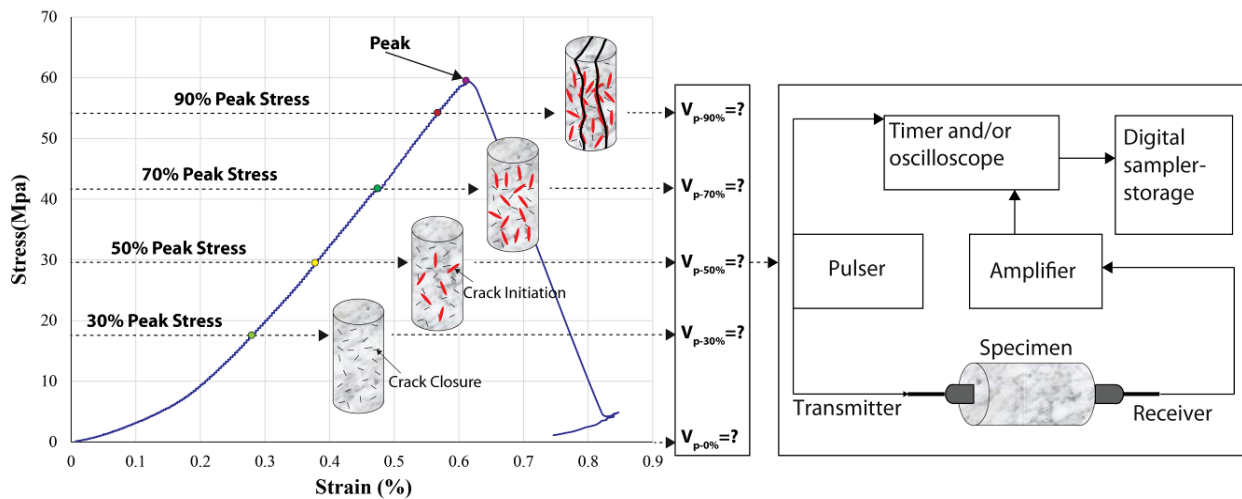 70
60
50
40
30
20
10
0
Stress(Mpa)
0
0.1
0.2
0.3
0.4
0.5
0.6
0.7
0.8
0.9
Strain (%)
Peak
90% Peak Stress
70% Peak Stress
50% Peak Stress
30% Peak Stress
Crack Initiation
Crack Closure
Vp-90%=?
Vp-70%=?
Vp-50%=?
Vp-30%=?
Vp-0%=?
Timer and/or
oscilloscope
Digital
sampler-
storage
Pulser
Amplifier
Specimen
Transmitter
Receiver